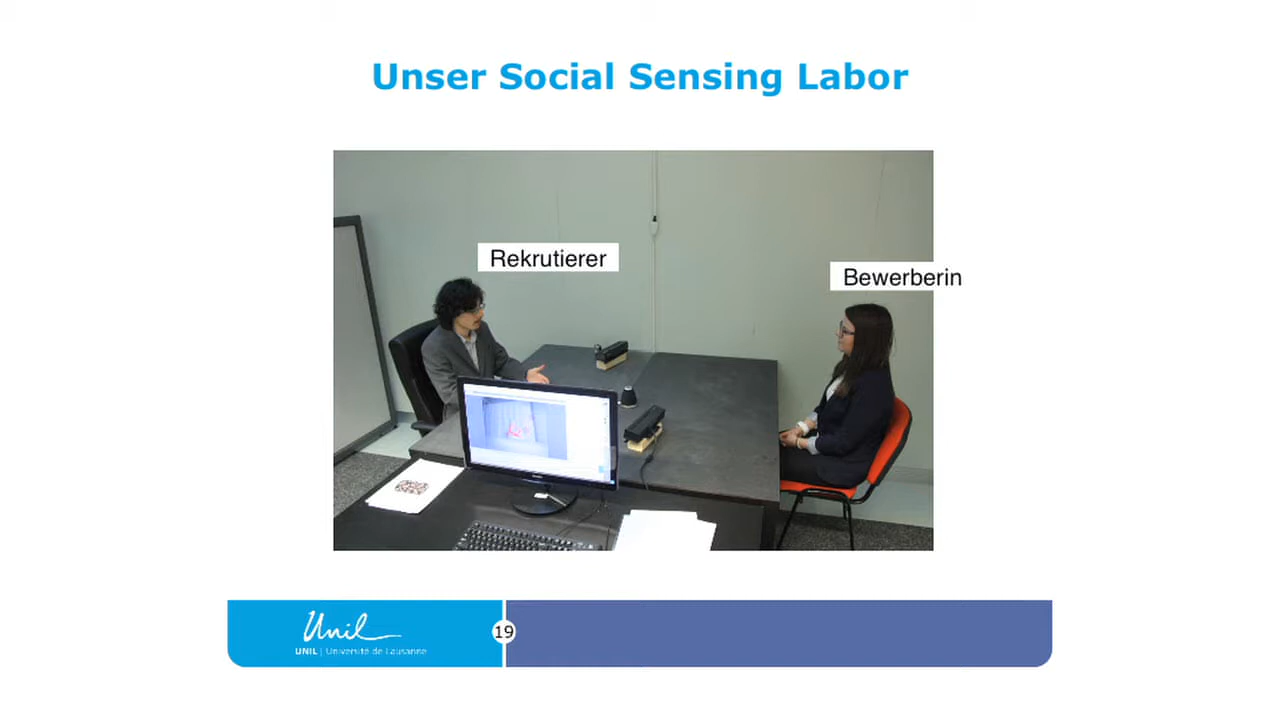 Unser Social Sensing Labor
Rekrutierer
Bewerberin
Unil
UNIL | Université de Lausanne
19